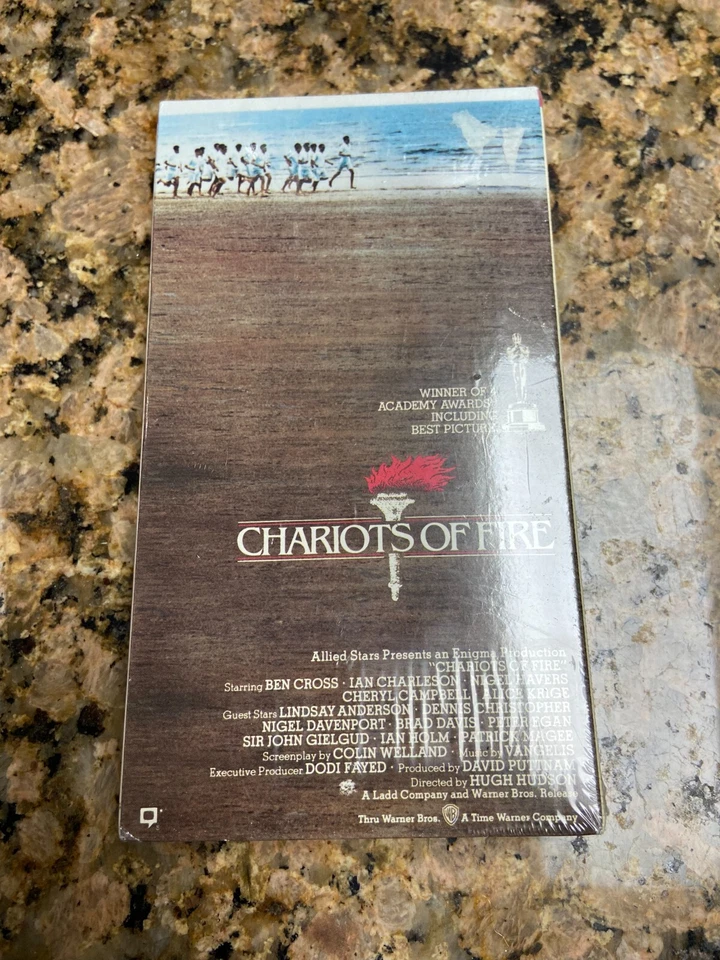 WINNER OF 4
ACADEMY AWARDS
INCLUDING
BEST PICTURE
CHARIOTS OF FIRE
Allied Stars Presents an Enigma Production
"CHARIOTS OF FIRE"
Starring BEN CROSS · IAN CHARLESON · NIGEL HAVERS
CHERYL CAMPBELL · ALICE KRIGE
Guest Stars LINDSAY ANDERSON · DENNIS CHRISTOPHER
NIGEL DAVENPORT · BRAD DAVIS · PETER EGAN
SIR JOHN GIELGUD · IAN HOLM · PATRICK MAGEE
Screenplay by COLIN WELLAND · Music by VANGELIS
Executive Producer DODI FAYED · Produced by DAVID PUTTNAM
Directed by HUGH HUDSON
A Ladd Company and Warner Bros. Release
Thru Warner Bros. WB A Time Warner Company